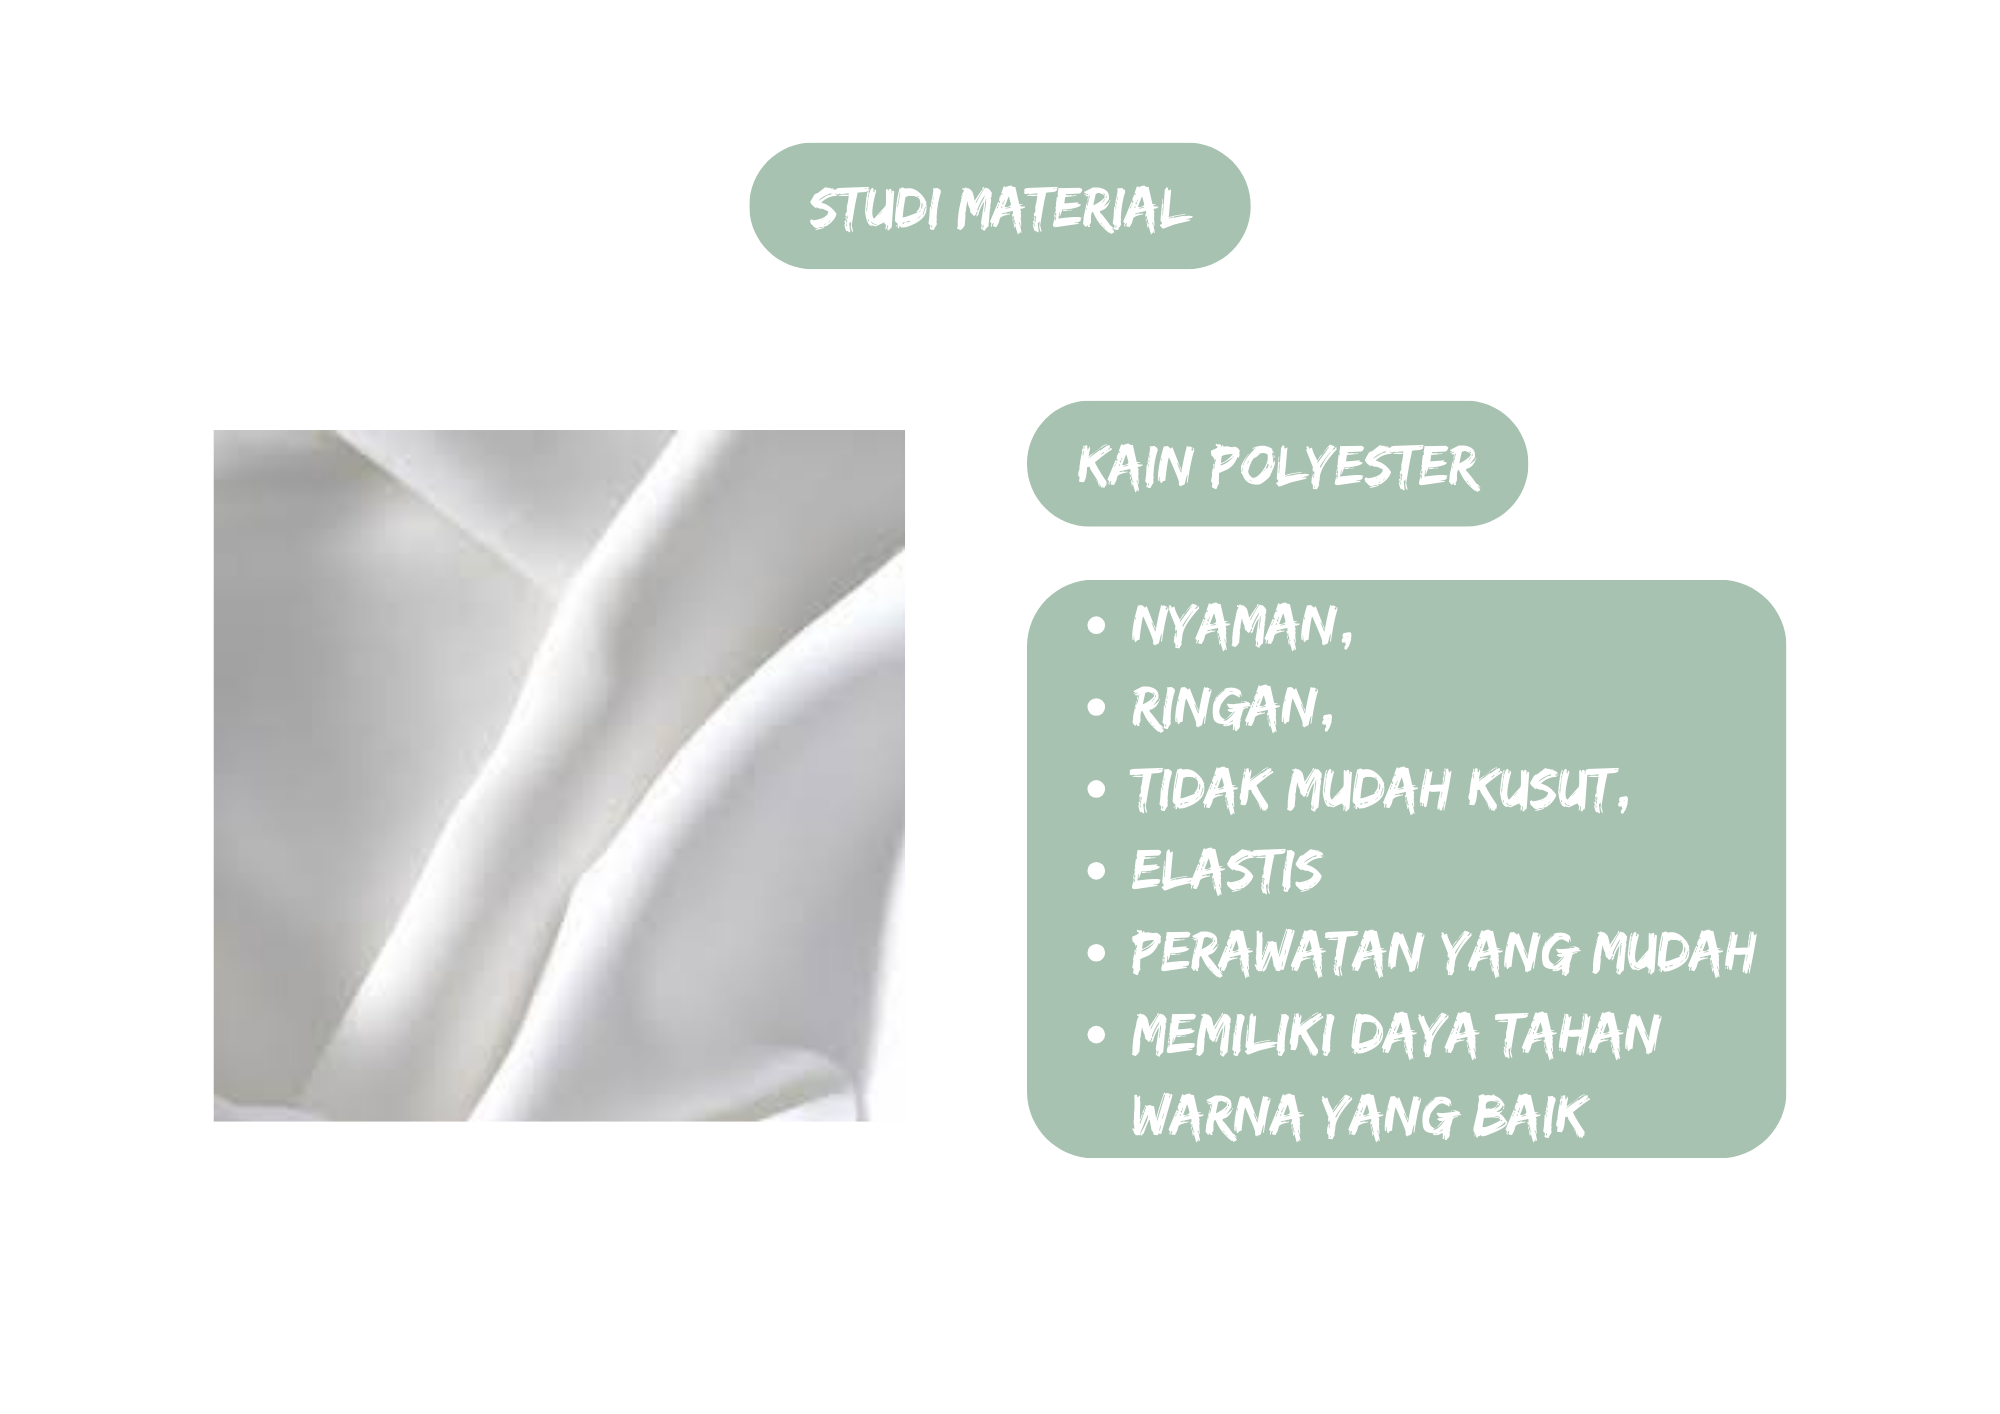 STUDI MATERIAL
KAIN POLYESTER
• NYAMAN,
• RINGAN,
• TIDAK MUDAH KUSUT,
• ELASTIS
• PERAWATAN YANG MUDAH
• MEMILIKI DAYA TAHAN
WARNA YANG BAIK